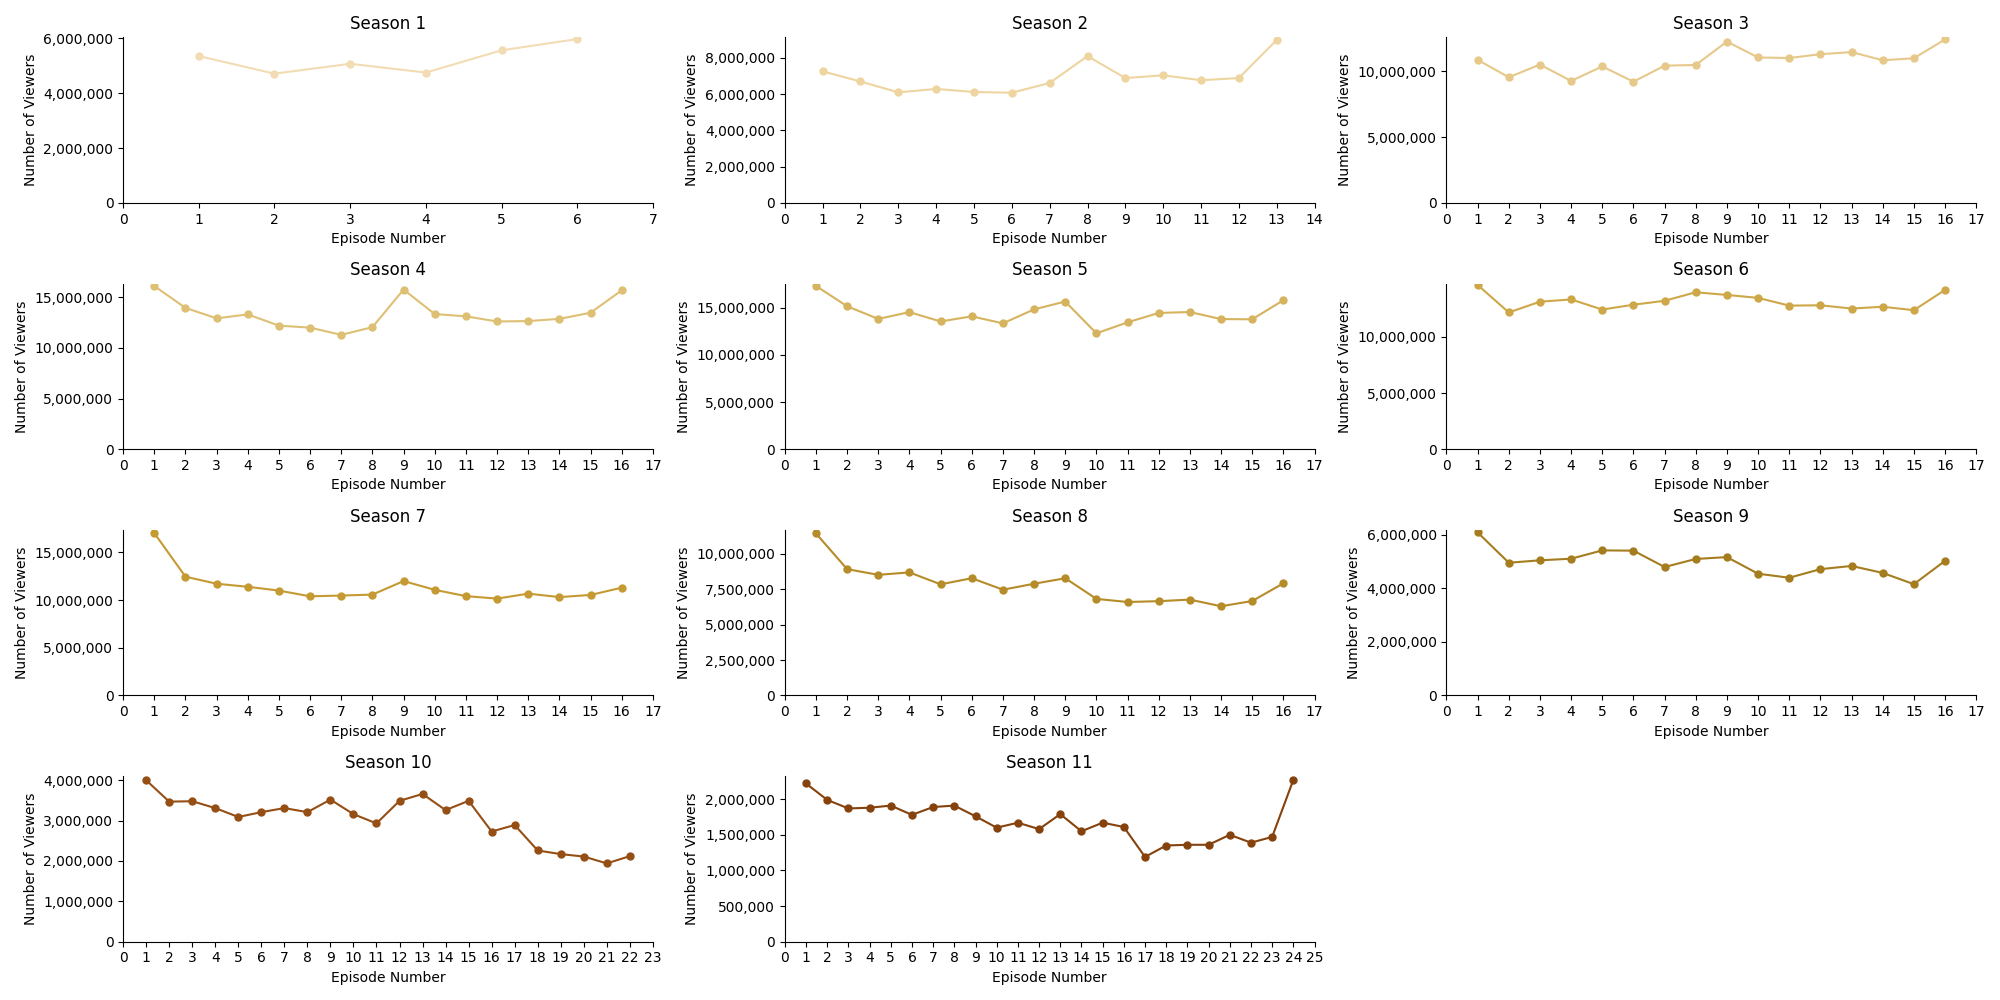 Season 1
Number of Viewers
6,000,000
4,000,000
2,000,000
0
0 1 2 3 4 5 6 7
Episode Number
Season 2
Number of Viewers
8,000,000
6,000,000
4,000,000
2,000,000
0
0 1 2 3 4 5 6 7 8 9 10 11 12 13 14
Episode Number
Season 3
Number of Viewers
10,000,000
5,000,000
0
0 1 2 3 4 5 6 7 8 9 10 11 12 13 14 15 16 17
Episode Number
Season 4
Number of Viewers
15,000,000
10,000,000
5,000,000
0
0 1 2 3 4 5 6 7 8 9 10 11 12 13 14 15 16 17
Episode Number
Season 5
Number of Viewers
15,000,000
10,000,000
5,000,000
0
0 1 2 3 4 5 6 7 8 9 10 11 12 13 14 15 16 17
Episode Number
Season 6
Number of Viewers
10,000,000
5,000,000
0
0 1 2 3 4 5 6 7 8 9 10 11 12 13 14 15 16 17
Episode Number
Season 7
Number of Viewers
15,000,000
10,000,000
5,000,000
0
0 1 2 3 4 5 6 7 8 9 10 11 12 13 14 15 16 17
Episode Number
Season 8
Number of Viewers
10,000,000
7,500,000
5,000,000
2,500,000
0
0 1 2 3 4 5 6 7 8 9 10 11 12 13 14 15 16 17
Episode Number
Season 9
Number of Viewers
6,000,000
4,000,000
2,000,000
0
0 1 2 3 4 5 6 7 8 9 10 11 12 13 14 15 16 17
Episode Number
Season 10
Number of Viewers
4,000,000
3,000,000
2,000,000
1,000,000
0
0 1 2 3 4 5 6 7 8 9 10 11 12 13 14 15 16 17 18 19 20 21 22 23
Episode Number
Season 11
Number of Viewers
2,000,000
1,500,000
1,000,000
500,000
0
0 1 2 3 4 5 6 7 8 9 10 11 12 13 14 15 16 17 18 19 20 21 22 23 24 25
Episode Number